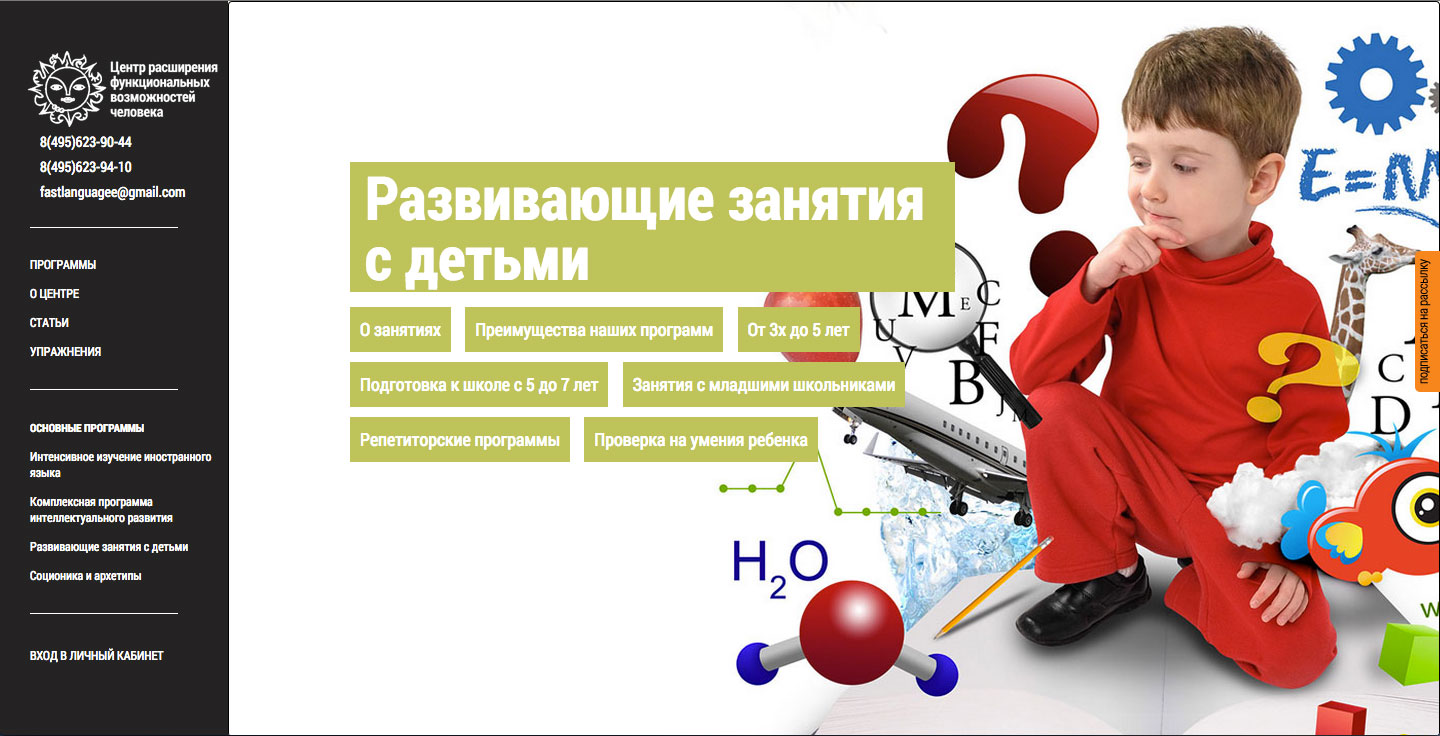 Центр расширения
функциональных
возможностей
человека
8(495)623-90-44
8(495)623-94-10
fastlanguagee@gmail.com
ПРОГРАММЫ
О ЦЕНТРЕ
СТАТЬИ
УПРАЖНЕНИЯ
ОСНОВНЫЕ ПРОГРАММЫ
Интенсивное изучение иностранного
языка
Комплексная программа
интеллектуального развития
Развивающие занятия с детьми
Соционика и архетипы
ВХОД В ЛИЧНЫЙ КАБИНЕТ
Развивающие занятия
с детьми
О занятиях
Преимущества наших программ
От 3х до 5 лет
Подготовка к школе с 5 до 7 лет
Занятия с младшими школьниками
Репетиторские программы
Проверка на умения ребенка
?
E=M
?
M E C
U F
V B J M
C
D
H2O
w
подписаться на рассылку